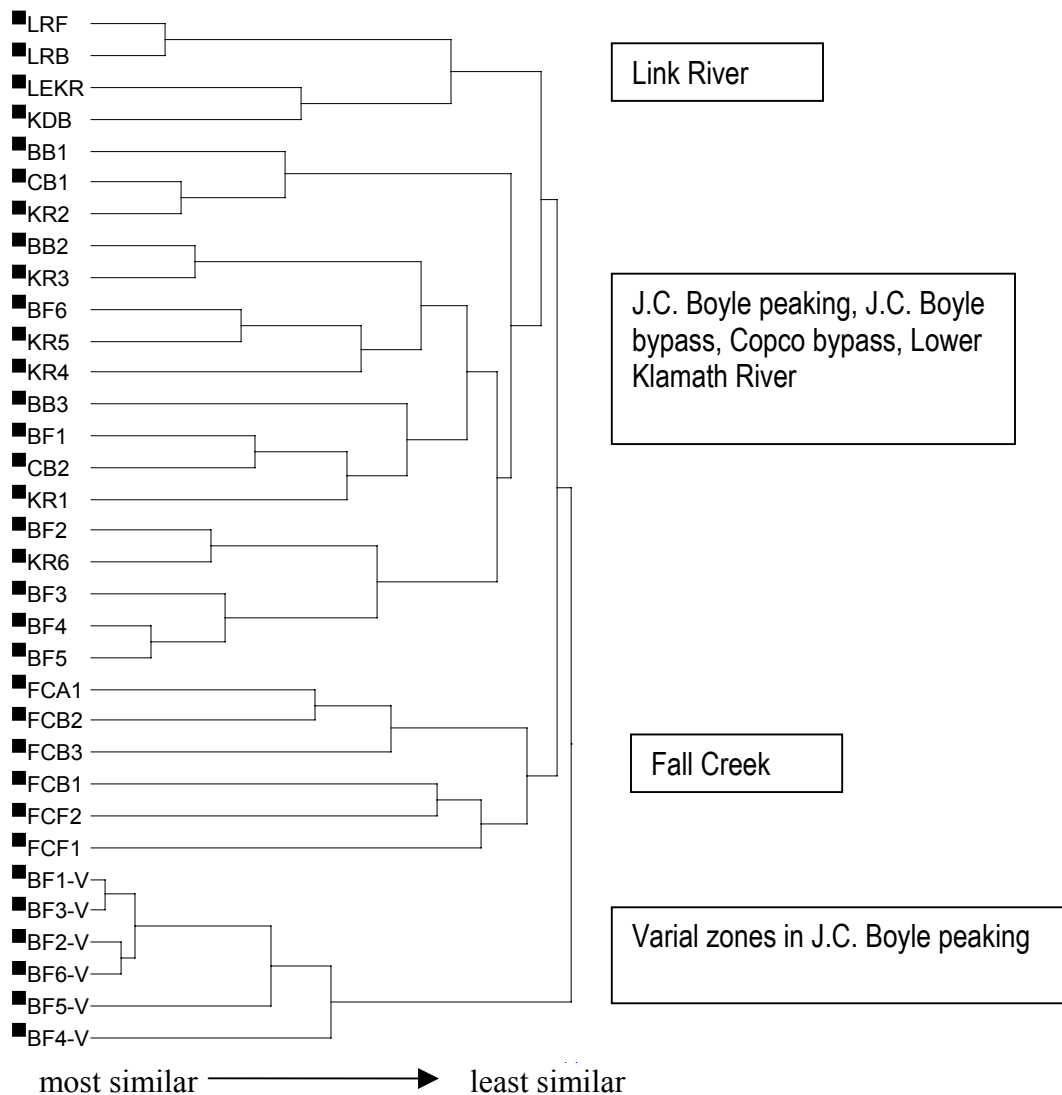 LRF
LRB
Link River
LEKR
KDB
BB1
CB1
KR2
BB2
KR3
J.C. Boyle peaking, J.C. Boyle
bypass, Copco bypass, Lower
Klamath River
BF6
KR5
KR4
BB3
BF1
CB2
KR1
BF2
KR6
BF3
BF4
BF5
FCA1
FCB2
FCB3
Fall Creek
FCB1
FCF2
FCF1
BF1-V
BF3-V
BF2-V
Varial zones in J.C. Boyle peaking
BF6-V
BF5-V
BF4-V
most similar least similar